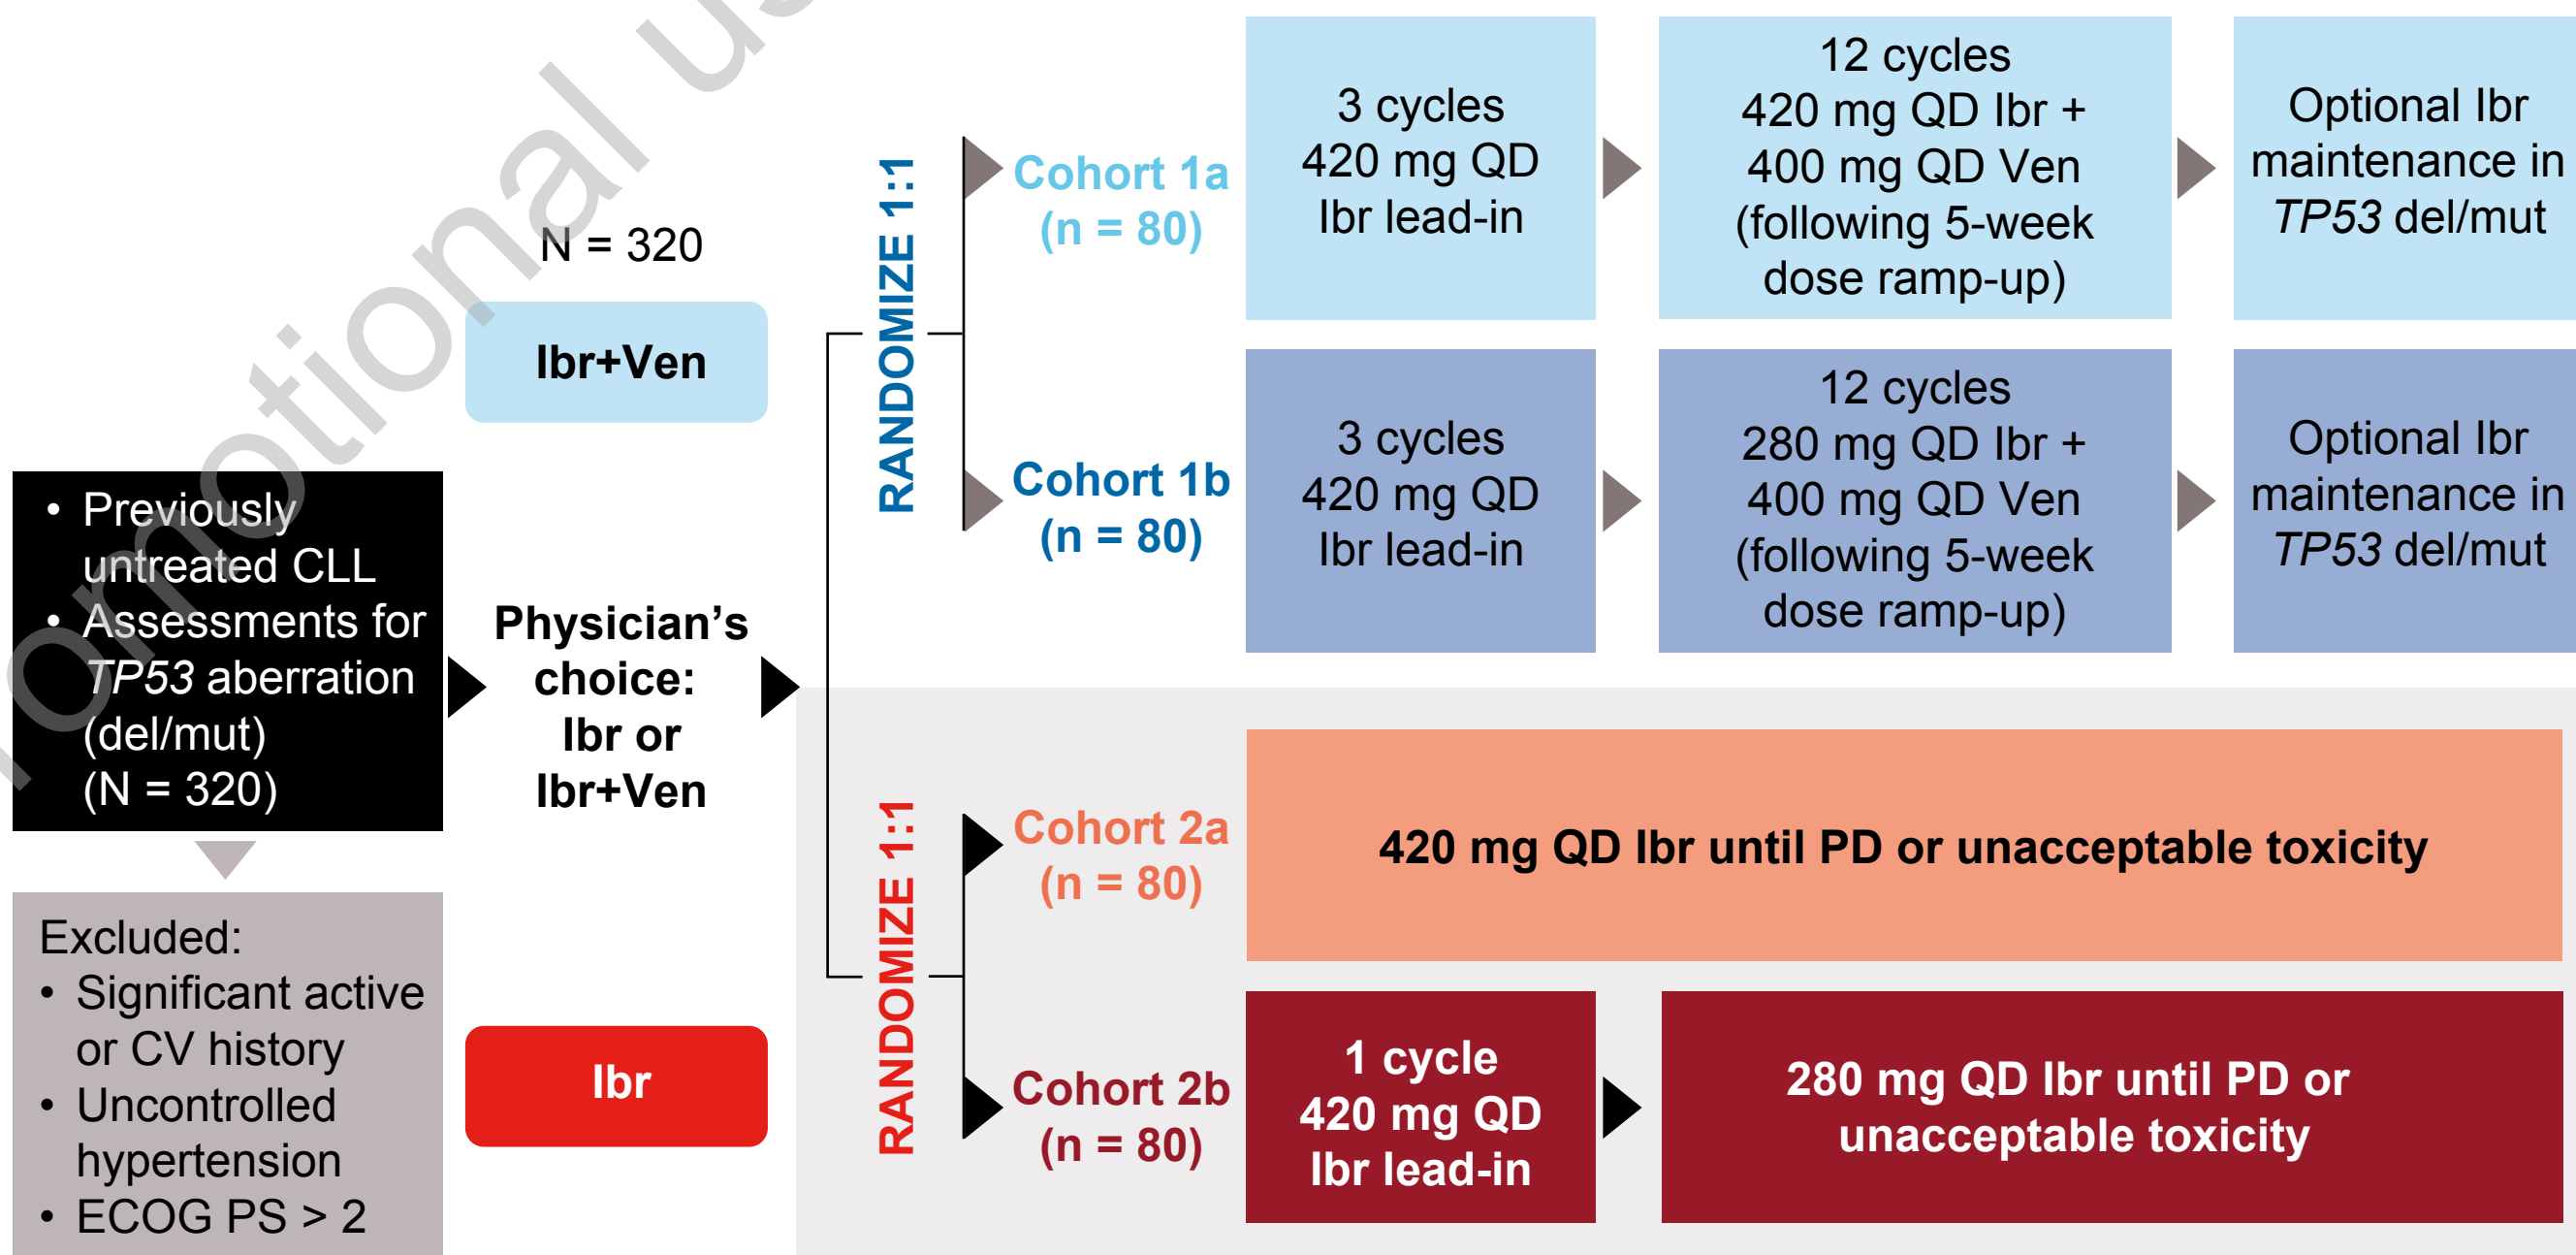 • Previously
untreated CLL
• Assessments for
TP53 aberration
(del/mut)
(N = 320)
Excluded:
• Significant active
or CV history
• Uncontrolled
hypertension
• ECOG PS > 2
N = 320
Ibr+Ven
Physician’s
choice:
Ibr or
Ibr+Ven
Ibr
RANDOMIZE 1:1
Cohort 1a
(n = 80)
3 cycles
420 mg QD
Ibr lead-in
12 cycles
420 mg QD Ibr +
400 mg QD Ven
(following 5-week
dose ramp-up)
Optional Ibr
maintenance in
TP53 del/mut
Cohort 1b
(n = 80)
3 cycles
420 mg QD
Ibr lead-in
12 cycles
280 mg QD Ibr +
400 mg QD Ven
(following 5-week
dose ramp-up)
Optional Ibr
maintenance in
TP53 del/mut
RANDOMIZE 1:1
Cohort 2a
(n = 80)
420 mg QD Ibr until PD or unacceptable toxicity
Cohort 2b
(n = 80)
1 cycle
420 mg QD
Ibr lead-in
280 mg QD Ibr until PD or
unacceptable toxicity